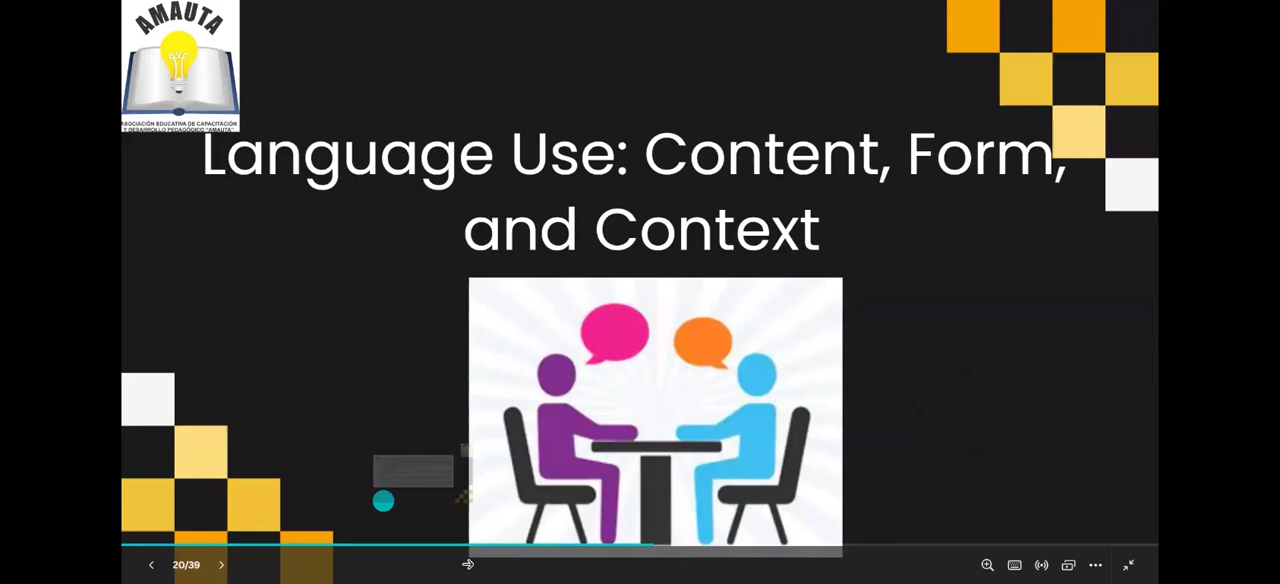 AMAUTA
ASOCIACIÓN EDUCATIVA DE CAPACITACIÓN
Y DESARROLLO PEDAGÓGICO "AMAUTA"
Language Use: Content, Form,
and Context
20/39